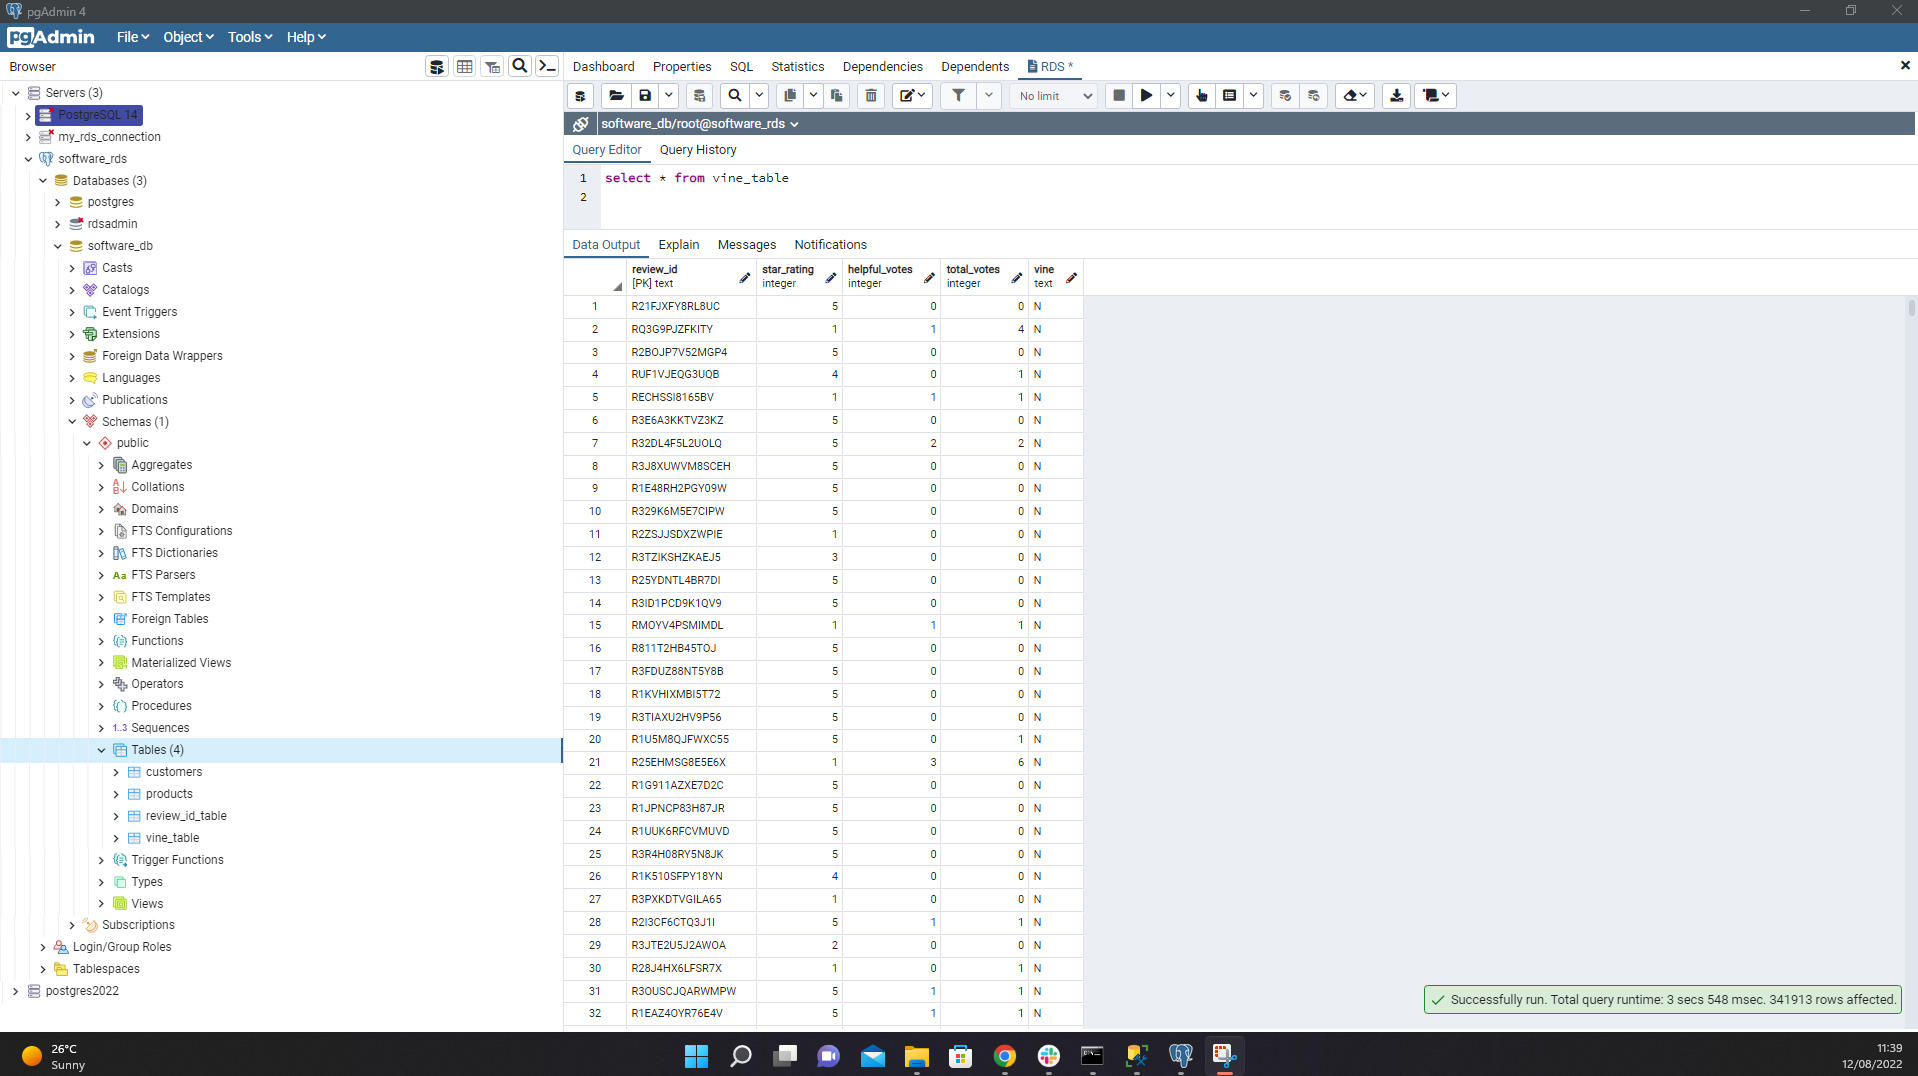 pgAdmin 4
pgAdmin File Object Tools Help
Browser
Servers (3)
PostgreSQL 14
my_rds_connection
software_rds
Databases (3)
postgres
rdsadmin
software_db
Casts
Catalogs
Event Triggers
Extensions
Foreign Data Wrappers
Languages
Publications
Schemas (1)
public
Aggregates
Collations
Domains
FTS Configurations
FTS Dictionaries
Aa FTS Parsers
FTS Templates
Foreign Tables
Functions
Materialized Views
Operators
Procedures
1..3 Sequences
Tables (4)
customers
products
review_id_table
vine_table
Trigger Functions
Types
Views
Subscriptions
Login/Group Roles
Tablespaces
postgres2022
Dashboard Properties SQL Statistics Dependencies Dependents RDS *
No limit
software_db/root@software_rds
Query Editor Query History
1 select * from vine_table
2
Data Output Explain Messages Notifications
review_id star_rating helpful_votes total_votes vine
[PK] text integer integer integer text
1 R21FJXFY8RL8UC 5 0 0 N
2 RQ3G9PJZFKITY 1 1 4 N
3 R2BOJP7V52MGP4 5 0 0 N
4 RUF1VJEQG3UQB 4 0 1 N
5 RECHSSI8165BV 1 1 1 N
6 R3E6A3KKTVZ3KZ 5 0 0 N
7 R32DL4F5L2UOLQ 5 2 2 N
8 R3J8XUWVM8SCEH 5 0 0 N
9 R1E48RH2PGY09W 5 0 0 N
10 R329K6M5E7CIPW 5 0 0 N
11 R2ZSJJSDXZWPIE 1 0 0 N
12 R3TZIKSHZKAEJ5 3 0 0 N
13 R25YDNTL4BR7DI 5 0 0 N
14 R3ID1PCD9K1QV9 5 0 0 N
15 RMOYV4PSMIMDL 1 1 1 N
16 R811T2HB45TOJ 5 0 0 N
17 R3FDUZ88NT5Y8B 5 0 0 N
18 R1KVHIXMBI5T72 5 0 0 N
19 R3TIAXU2HV9P56 5 0 0 N
20 R1U5M8QJFWXC55 5 0 1 N
21 R25EHMSG8E5E6X 1 3 6 N
22 R1G911AZXE7D2C 5 0 0 N
23 R1JPNCP83H87JR 5 0 0 N
24 R1UUK6RFCVMUVD 5 0 0 N
25 R3R4H08RY5N8JK 5 0 0 N
26 R1K510SFPY18YN 4 0 0 N
27 R3PXKDTVGILA65 1 0 0 N
28 R2I3CF6CTQ3J1I 5 1 1 N
29 R3JTE2U5J2AWOA 2 0 0 N
30 R28J4HX6LFSR7X 1 0 1 N
31 R3OUSCJQARWMPW 5 1 1 N
32 R1EAZ4OYR76E4V 5 1 1 N
Successfully run. Total query runtime: 3 secs 548 msec. 341913 rows affected.
26°C
Sunny
11:39
12/08/2022